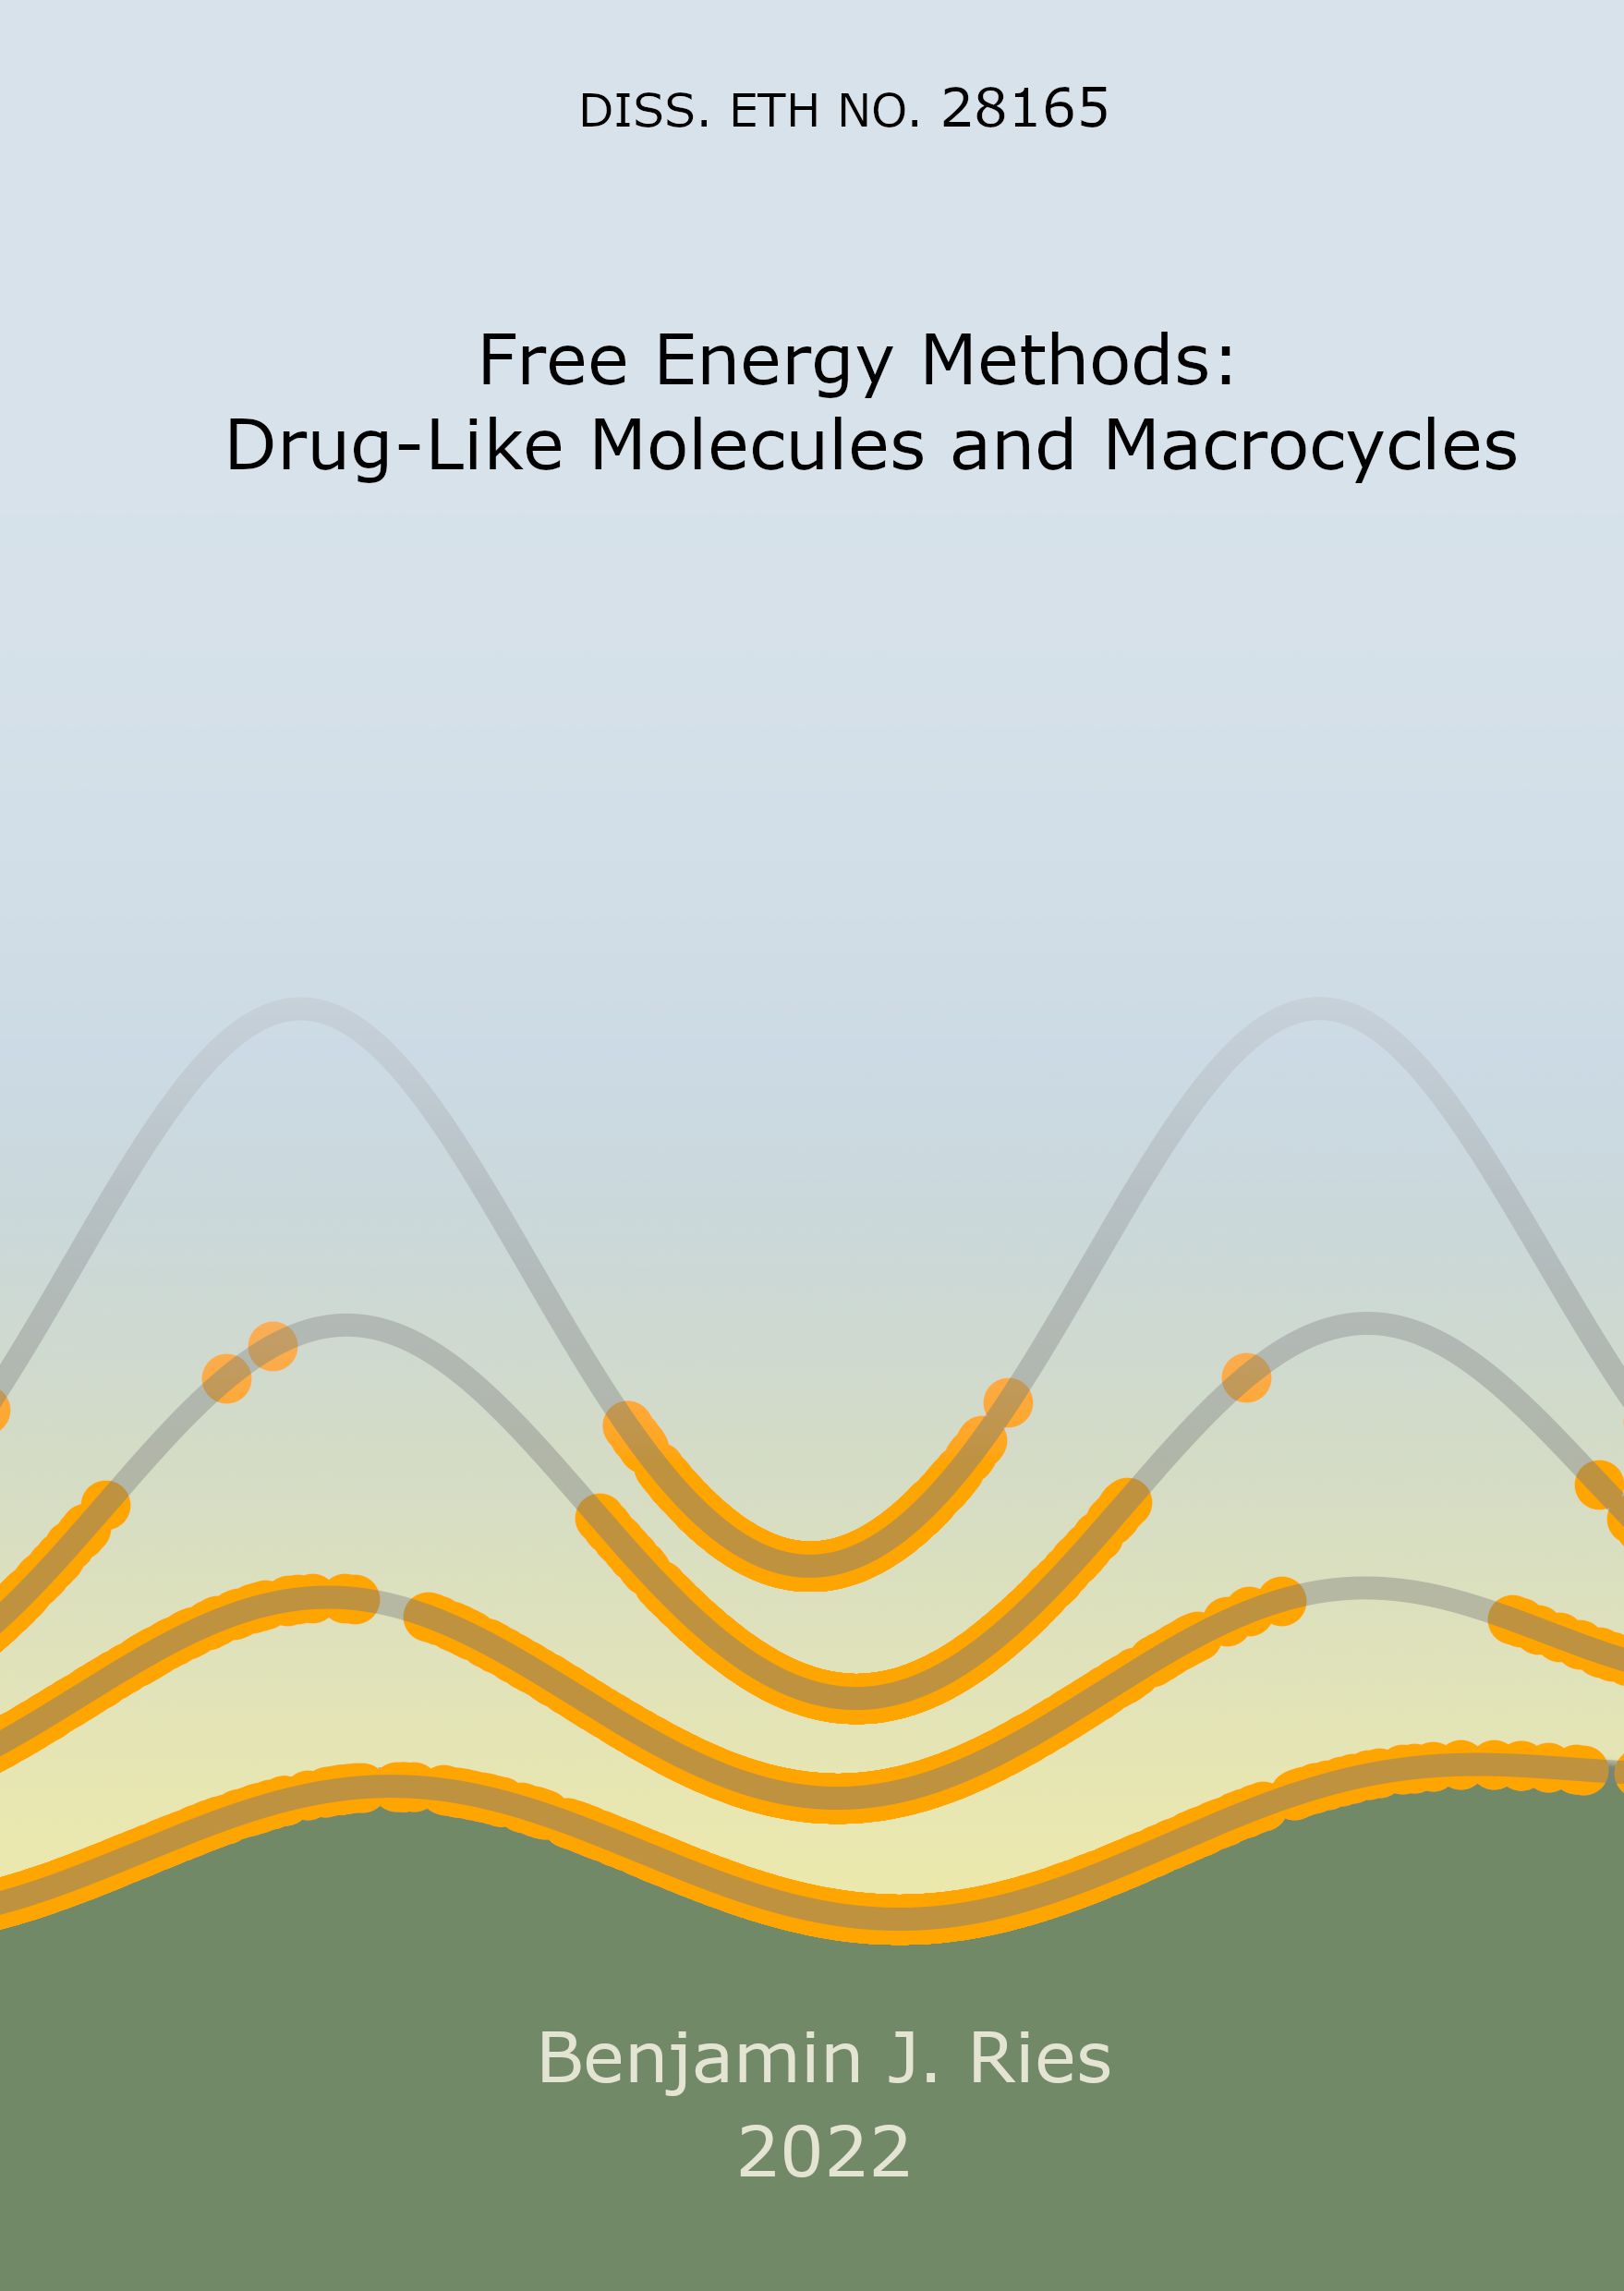 DISS. ETH NO. 28165
Free Energy Methods:
Drug-Like Molecules and Macrocycles
Benjamin J. Ries
2022